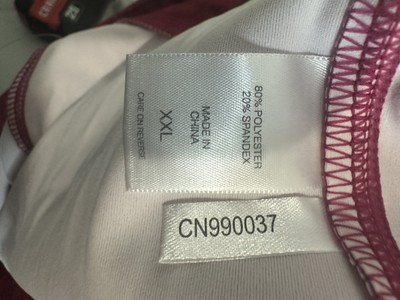 80% POLYESTER
20% SPANDEX
MADE IN
CHINA
XXL
CARE ON REVERSE
CN990037